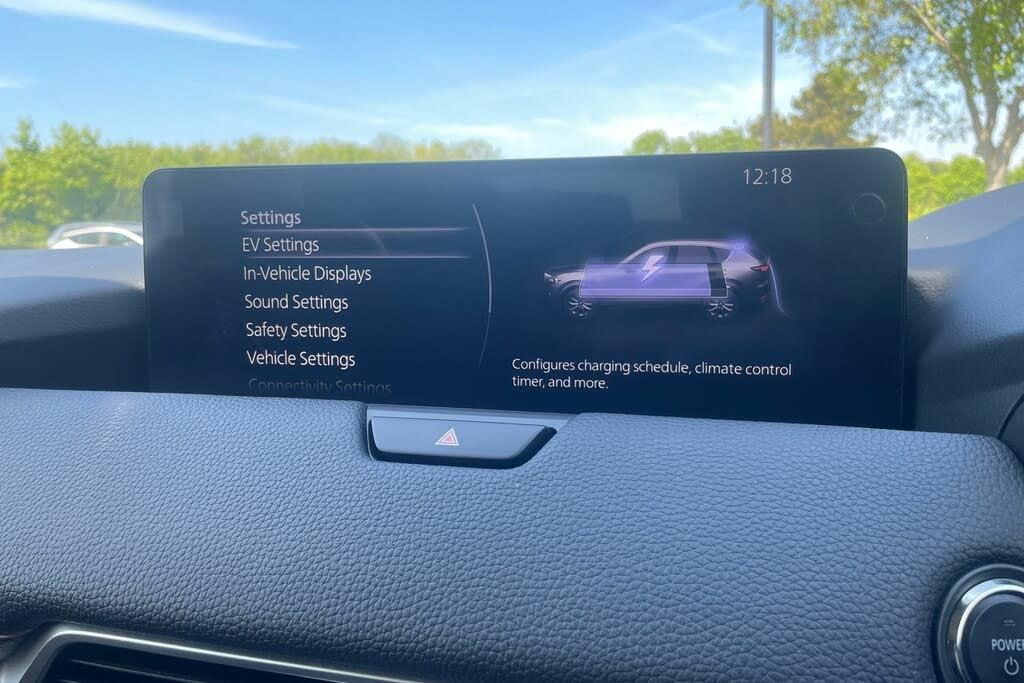 12:18
Settings
EV Settings
In-Vehicle Displays
Sound Settings
Safety Settings
Vehicle Settings
Connectivity Settings
Configures charging schedule, climate control
timer, and more.
POWER